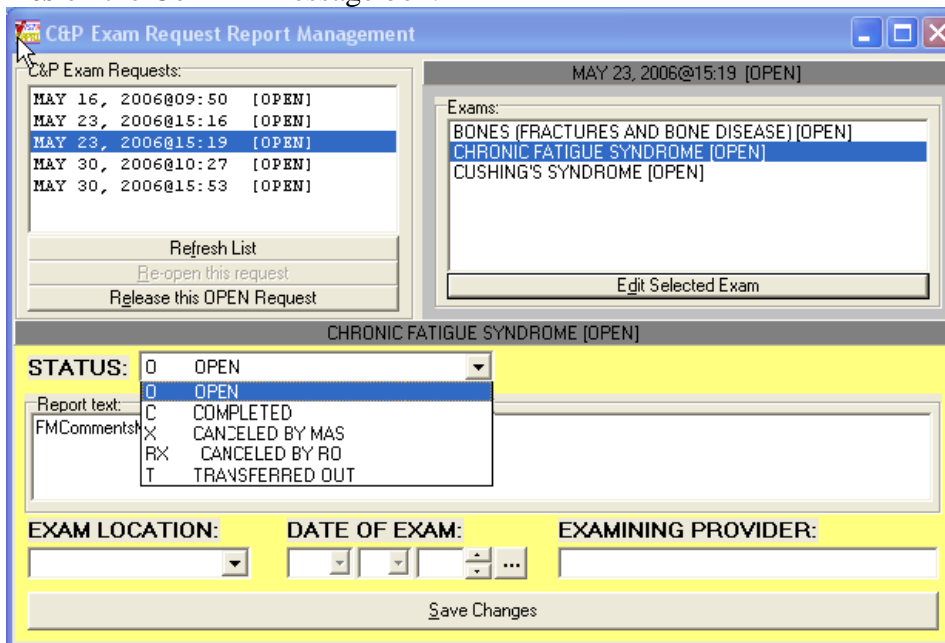 C&P Exam Request Report Management
C&P Exam Requests:
MAY 16, 2006@09:50 [OPEN]
MAY 23, 2006@15:16 [OPEN]
MAY 23, 2006@15:19 [OPEN]
MAY 30, 2006@10:27 [OPEN]
MAY 30, 2006@15:53 [OPEN]
Refresh List
Re-open this request
Release this OPEN Request
MAY 23, 2006@15:19 [OPEN]
Exams:
BONES (FRACTURES AND BONE DISEASE) [OPEN]
CHRONIC FATIGUE SYNDROME [OPEN]
CUSHING'S SYNDROME [OPEN]
Edit Selected Exam
CHRONIC FATIGUE SYNDROME [OPEN]
STATUS: O OPEN
O OPEN
C COMPLETED
X CANCELED BY MAS
RX CANCELED BY RO
T TRANSFERRED OUT
Report text:
FMComments
EXAM LOCATION: DATE OF EXAM: EXAMINING PROVIDER:
...
Save Changes